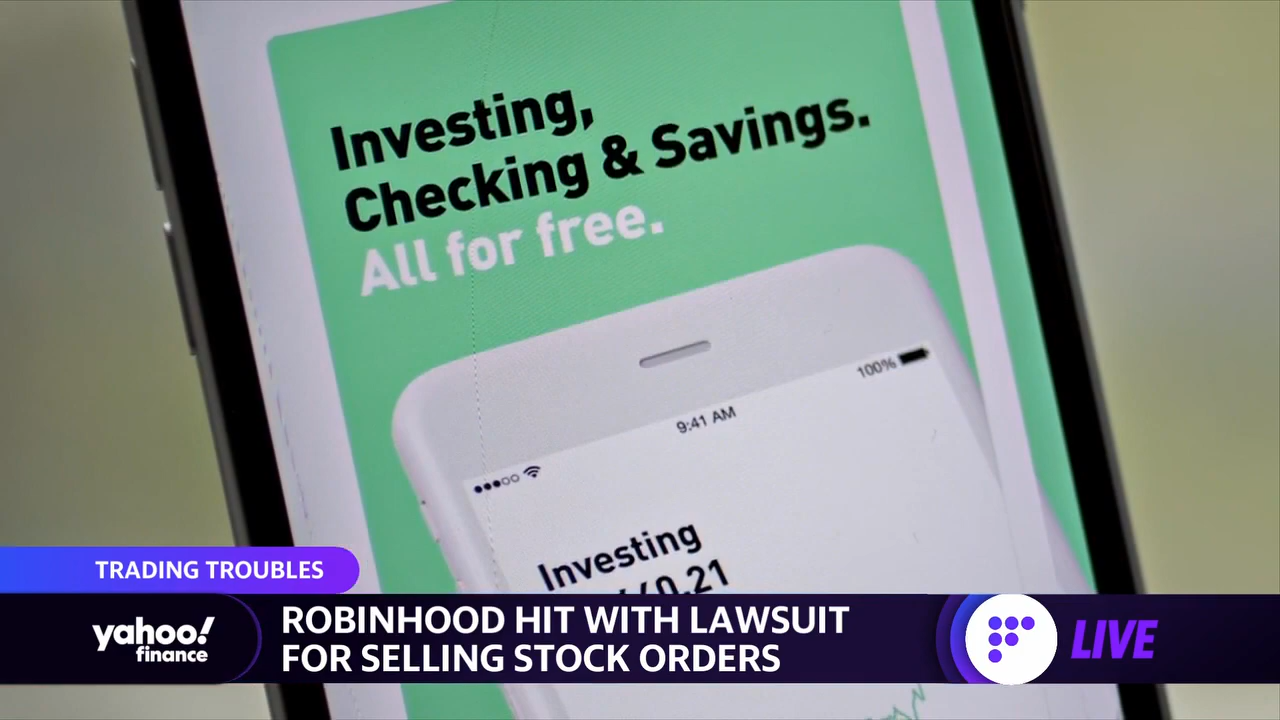 Investing,
Checking & Savings.
All for free.
100%
9:41 AM
Investing
TRADING TROUBLES
yahoo!
finance
ROBINHOOD HIT WITH LAWSUIT
FOR SELLING STOCK ORDERS
LIVE